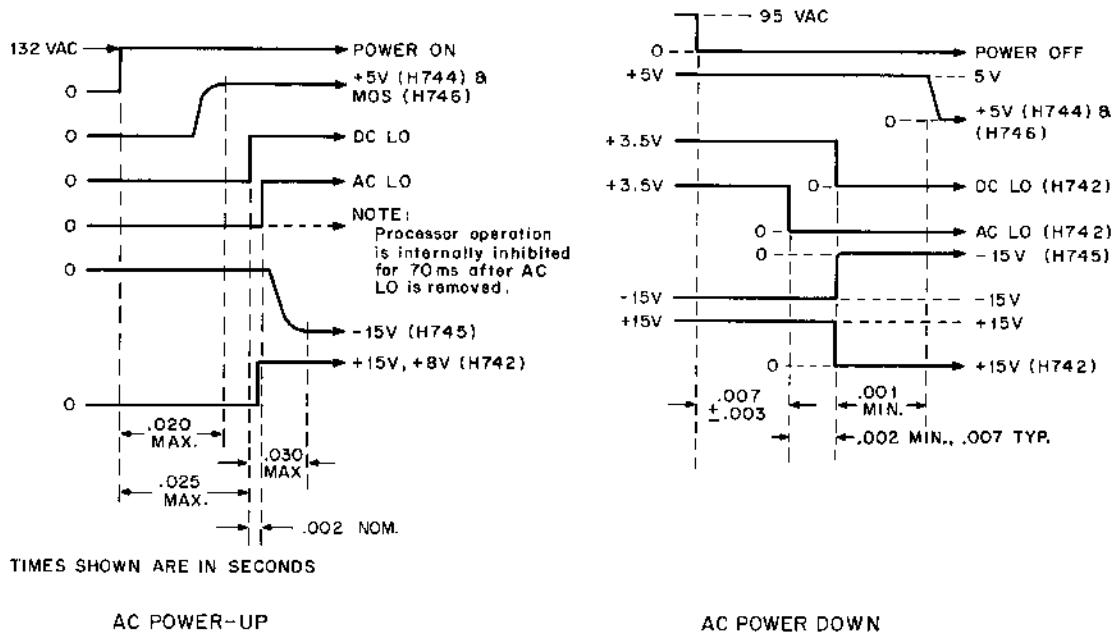 132 VAC
POWER ON
0
+5V (H744) &
MOS (H746)
0
DC LO
0
AC LO
0
NOTE:
Processor operation
is internally inhibited
for 70ms after AC
LO is removed.
0
-15V (H745)
+15V, +8V (H742)
0
.020
MAX.
.030
MAX
.025
MAX.
.002 NOM.
TIMES SHOWN ARE IN SECONDS
AC POWER-UP
95 VAC
0
POWER OFF
+5V
5V
0
+5V (H744) &
(H746)
+3.5V
0
DC LO (H742)
+3.5V
0
AC LO (H742)
0
-15V (H745)
-15V
-15V
+15V
+15V
0
+15V (H742)
.007
±.003
.001
MIN.
.002 MIN., .007 TYP.
AC POWER DOWN